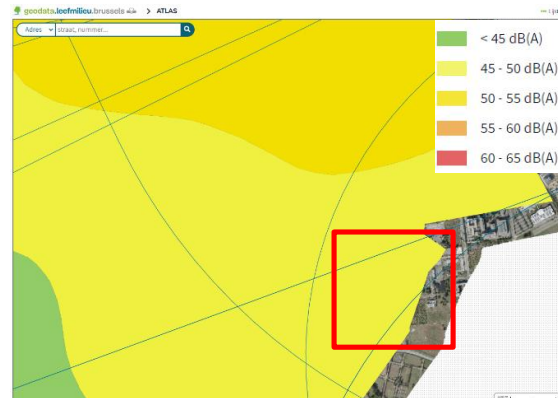 geodata.leefmilieu.brussels > ATLAS
Adres straat, nummer...
< 45 dB(A)
45 - 50 dB(A)
50 - 55 dB(A)
55 - 60 dB(A)
60 - 65 dB(A)